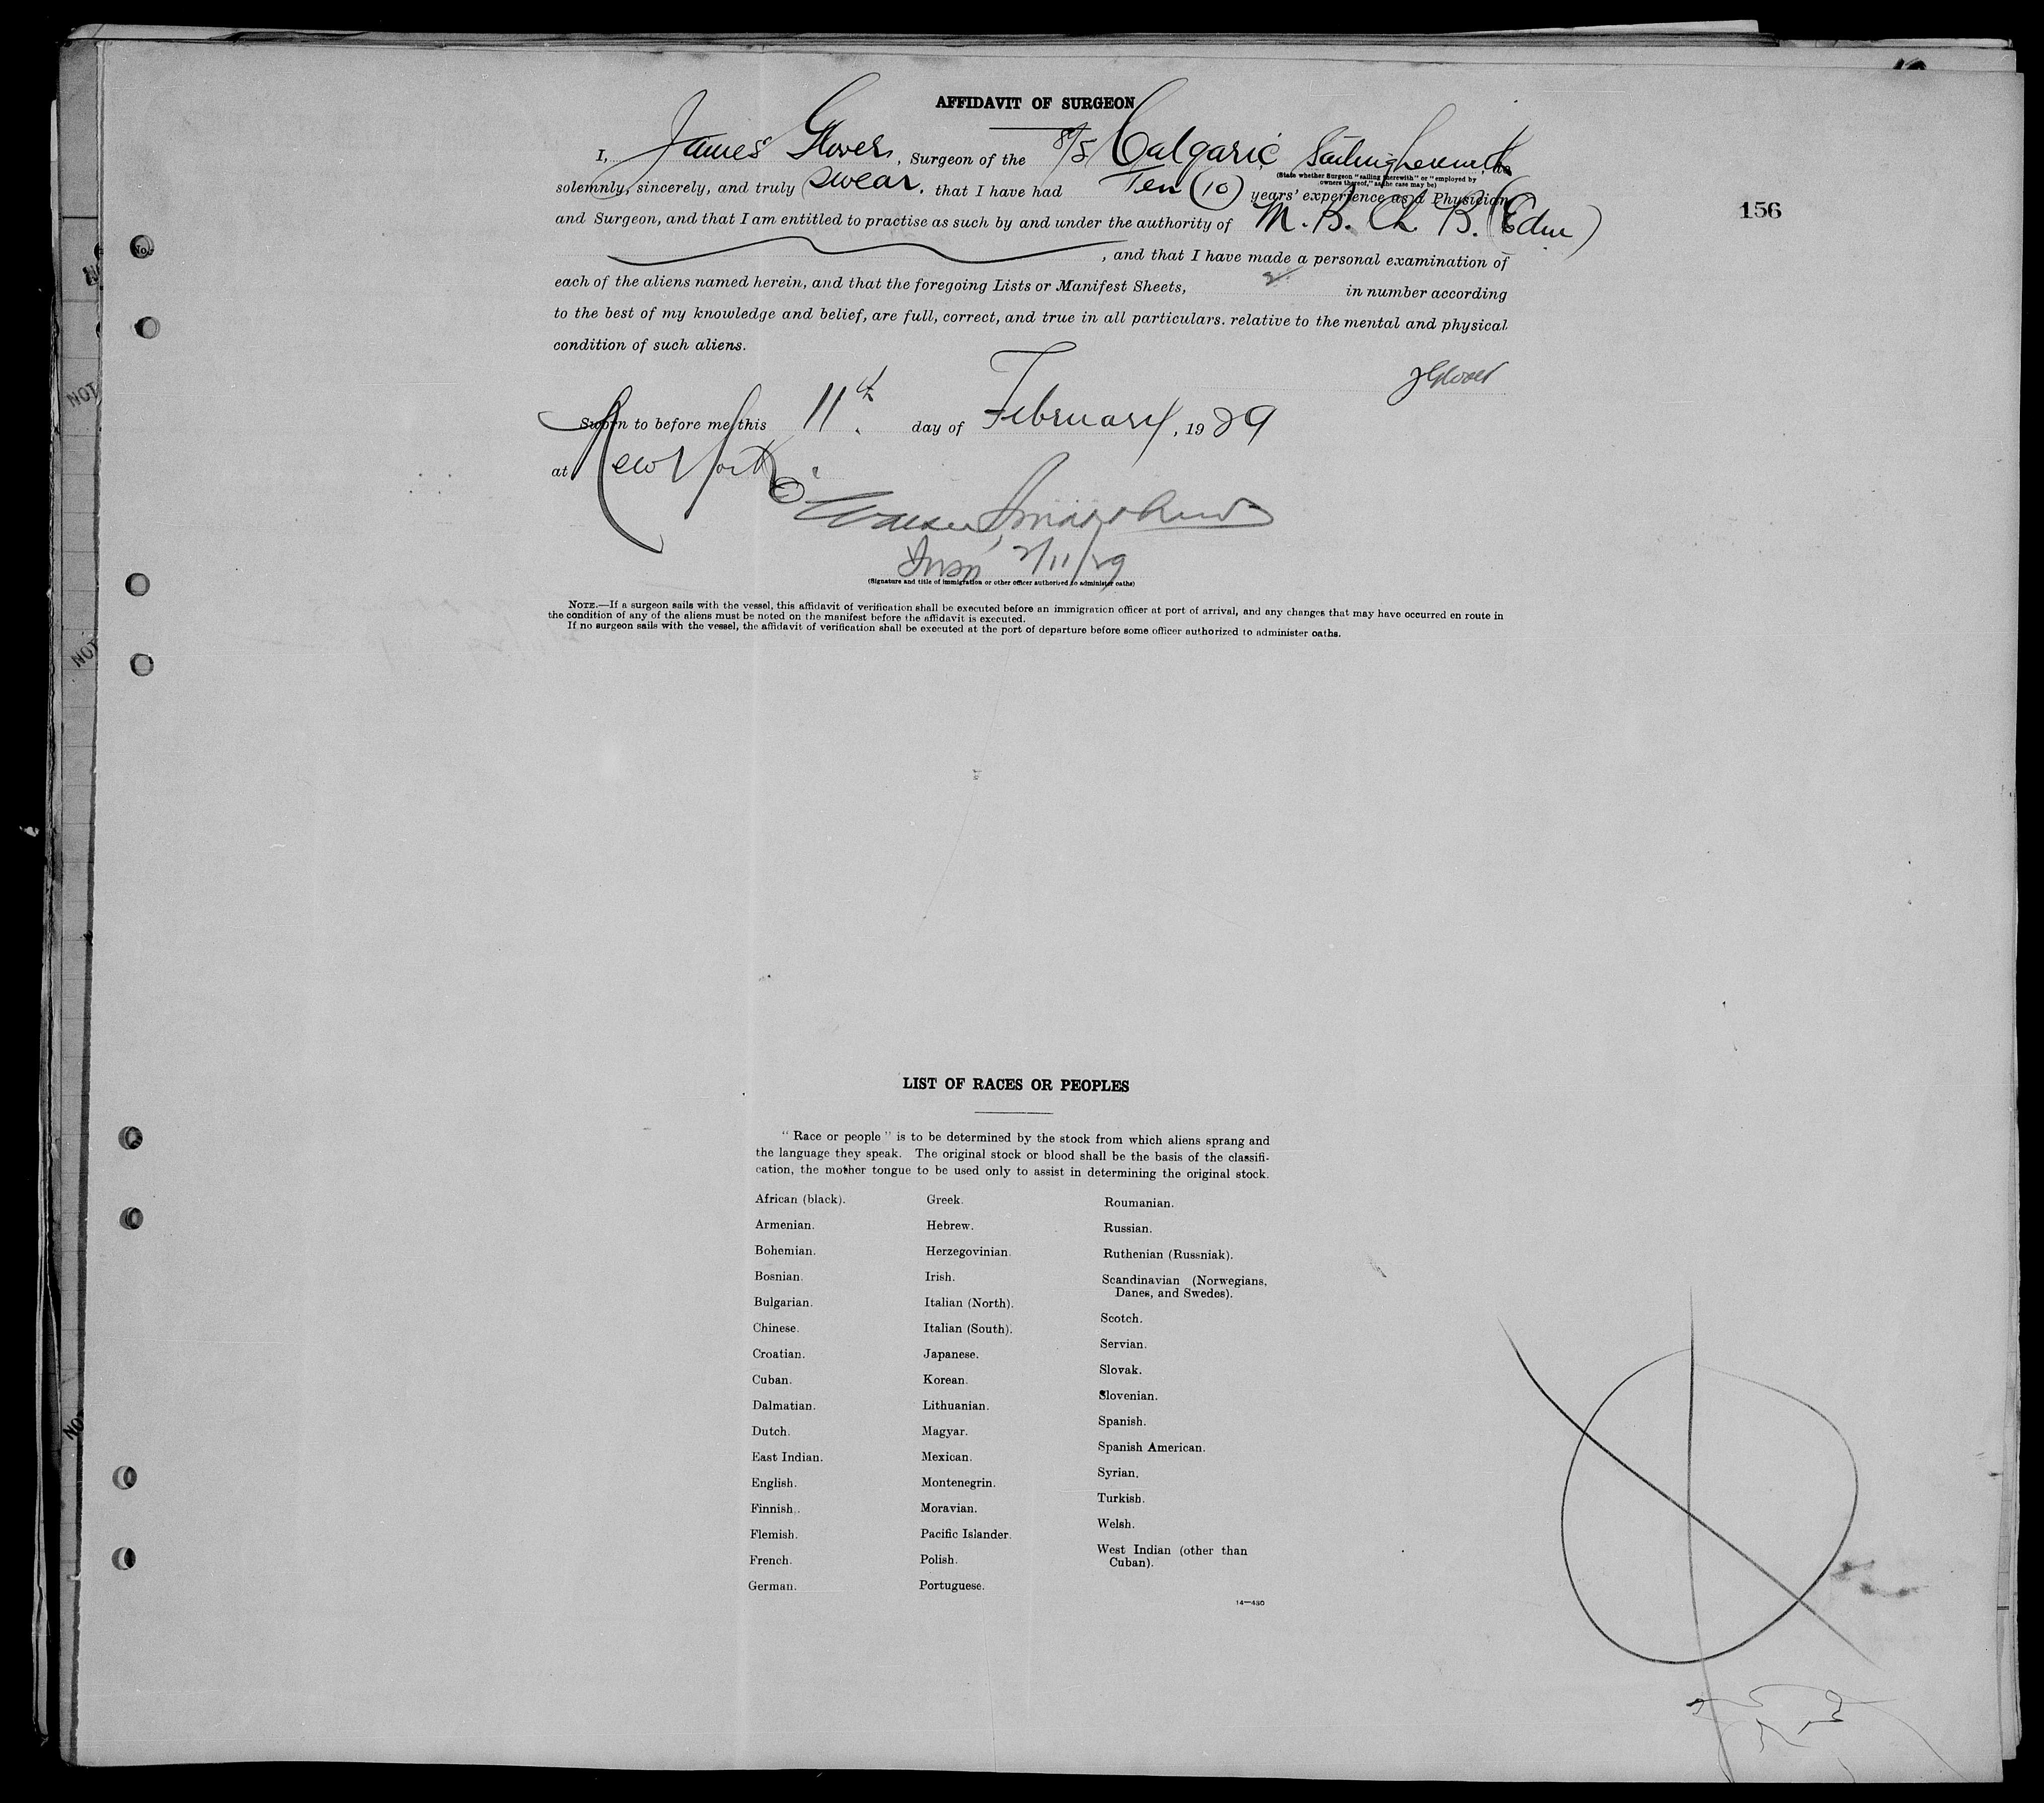 AFFIDAVIT OF SURGEON
I, James Glover, Surgeon of the S/S Calgaric Sailing herewith, do
(State whether Surgeon "sailing therewith" or "employed by
owners thereof," as the case may be)
solemnly, sincerely, and truly swear. that I have had Ten (10) years' experience as a Physician
and Surgeon, and that I am entitled to practise as such by and under the authority of M. B. Ch B. (Edin)
, and that I have made a personal examination of
each of the aliens named herein, and that the foregoing Lists or Manifest Sheets, 2 in number according
to the best of my knowledge and belief, are full, correct, and true in all particulars. relative to the mental and physical
condition of such aliens.
J Glover
Sworn to before me this 11th day of February, 1929
at New York
2/11/29
(Signature and title of immigration or other officer authorized to administer oaths)
NOTE.—If a surgeon sails with the vessel, this affidavit of verification shall be executed before an immigration officer at port of arrival, and any changes that may have occurred en route in
the condition of any of the aliens must be noted on the manifest before the affidavit is executed.
If no surgeon sails with the vessel, the affidavit of verification shall be executed at the port of departure before some officer authorized to administer oaths.
156
LIST OF RACES OR PEOPLES
"Race or people" is to be determined by the stock from which aliens sprang and
the language they speak. The original stock or blood shall be the basis of the classifi-
cation, the mother tongue to be used only to assist in determining the original stock.
African (black).
Armenian.
Bohemian.
Bosnian.
Bulgarian.
Chinese.
Croatian.
Cuban.
Dalmatian.
Dutch.
East Indian.
English.
Finnish.
Flemish.
French.
German.
Greek.
Hebrew.
Herzegovinian.
Irish.
Italian (North).
Italian (South).
Japanese.
Korean.
Lithuanian.
Magyar.
Mexican.
Montenegrin.
Moravian.
Pacific Islander.
Polish.
Portuguese.
Roumanian.
Russian.
Ruthenian (Russniak).
Scandinavian (Norwegians,
Danes, and Swedes).
Scotch.
Servian.
Slovak.
Slovenian.
Spanish.
Spanish American.
Syrian.
Turkish.
Welsh.
West Indian (other than
Cuban).
14—430